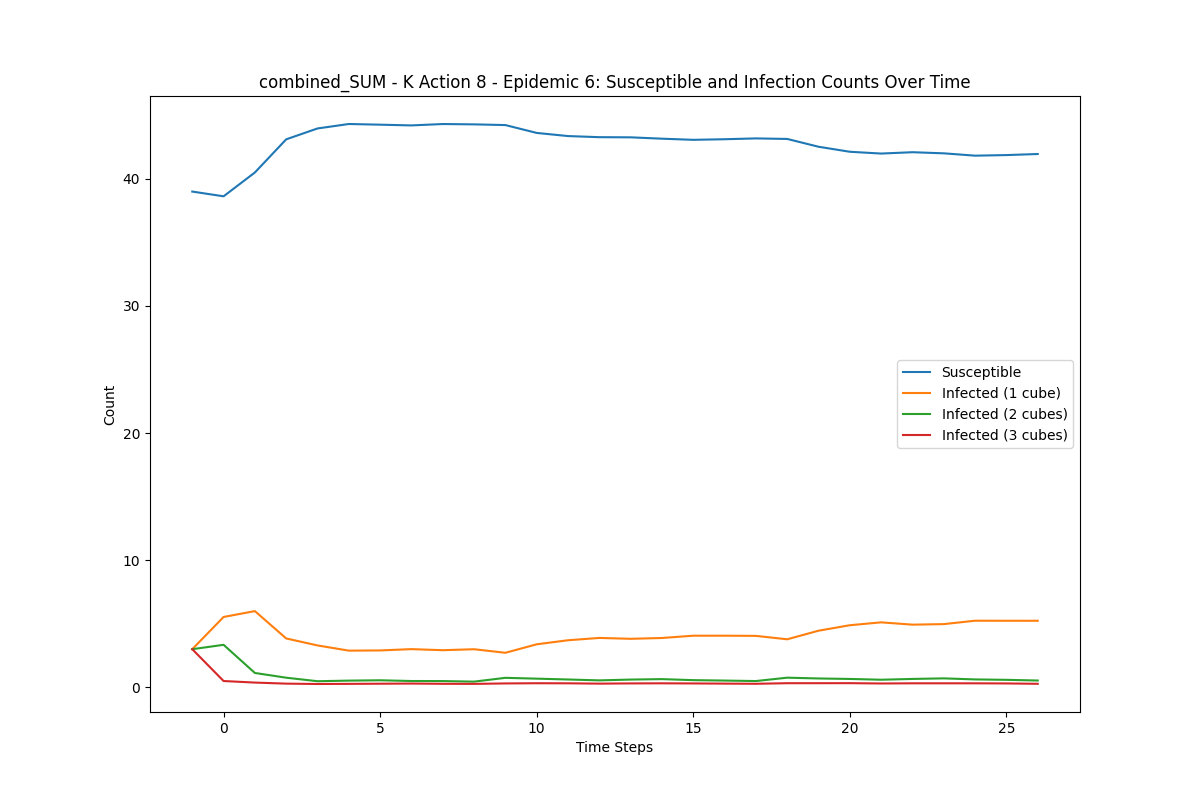 combined_SUM - K Action 8 - Epidemic 6: Susceptible and Infection Counts Over Time
Count
40
30
20
10
0
Susceptible
Infected (1 cube)
Infected (2 cubes)
Infected (3 cubes)
0 5 10 15 20 25
Time Steps